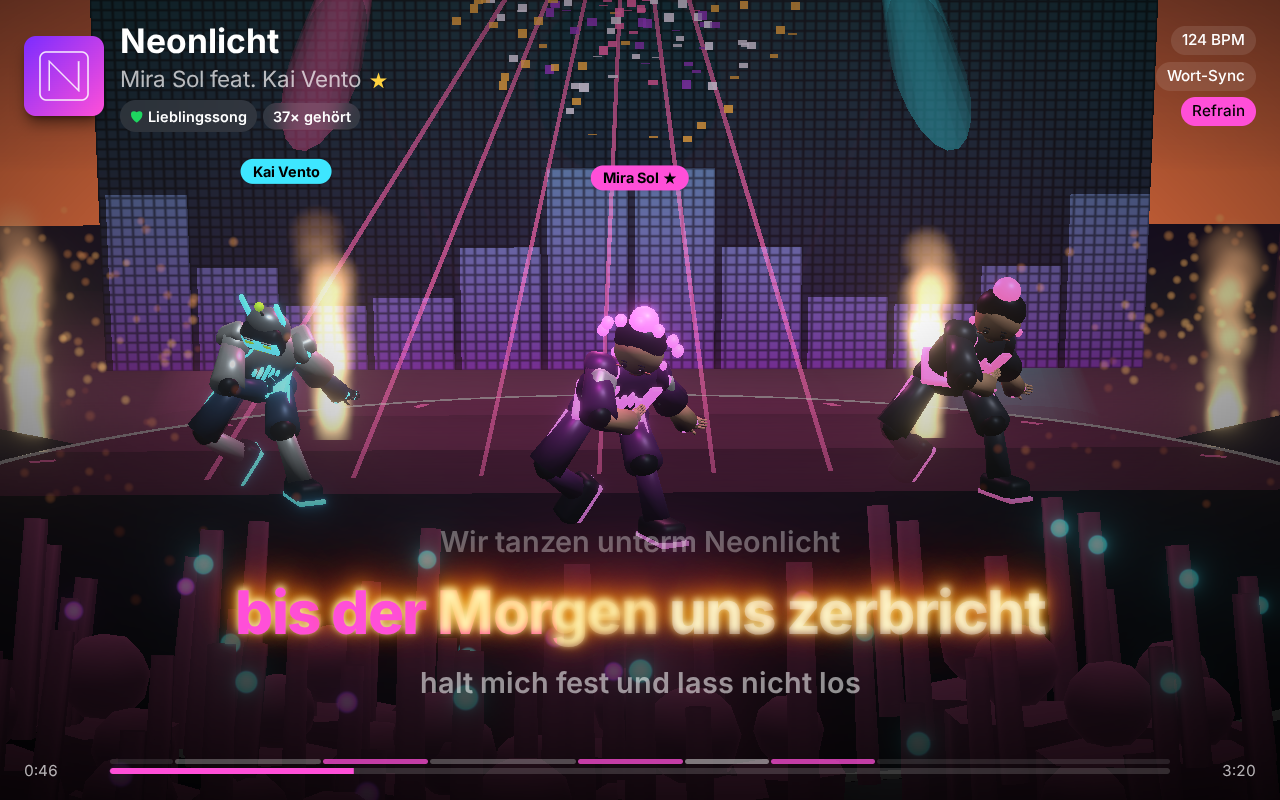 Neonlicht
Mira Sol feat. Kai Vento ★
Lieblingssong
37× gehört
124 BPM
Wort-Sync
Refrain
N
Kai Vento
Mira Sol ★
Wir tanzen unterm Neonlicht
bis der Morgen uns zerbricht
halt mich fest und lass nicht los
0:46
3:20